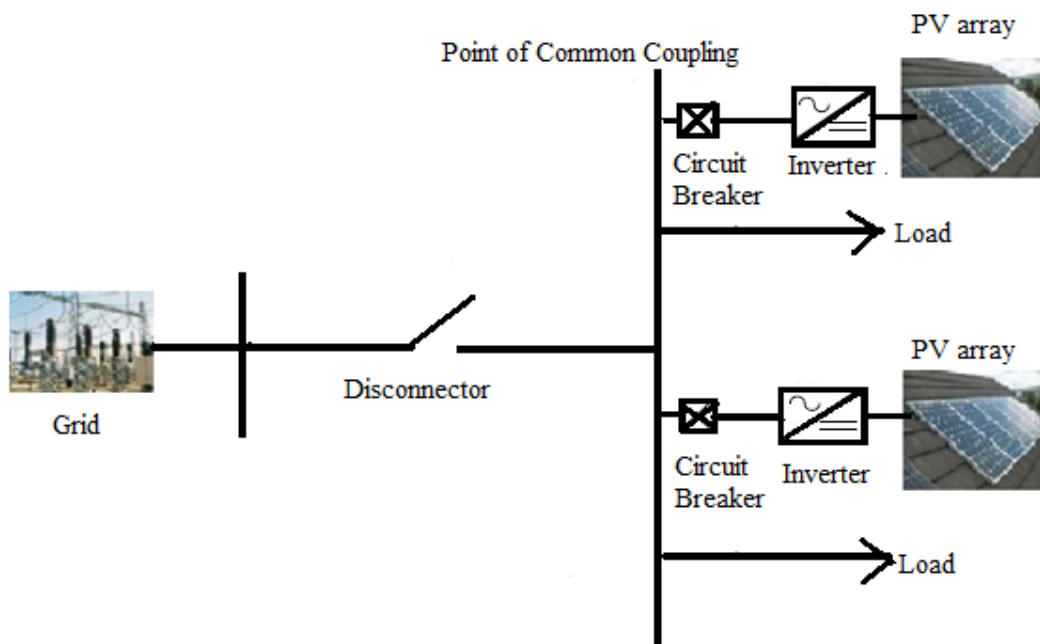 PV array
Point of Common Coupling
Circuit
Breaker
Inverter .
Load
Grid
Disconnector
PV array
Circuit
Breaker
Inverter
Load